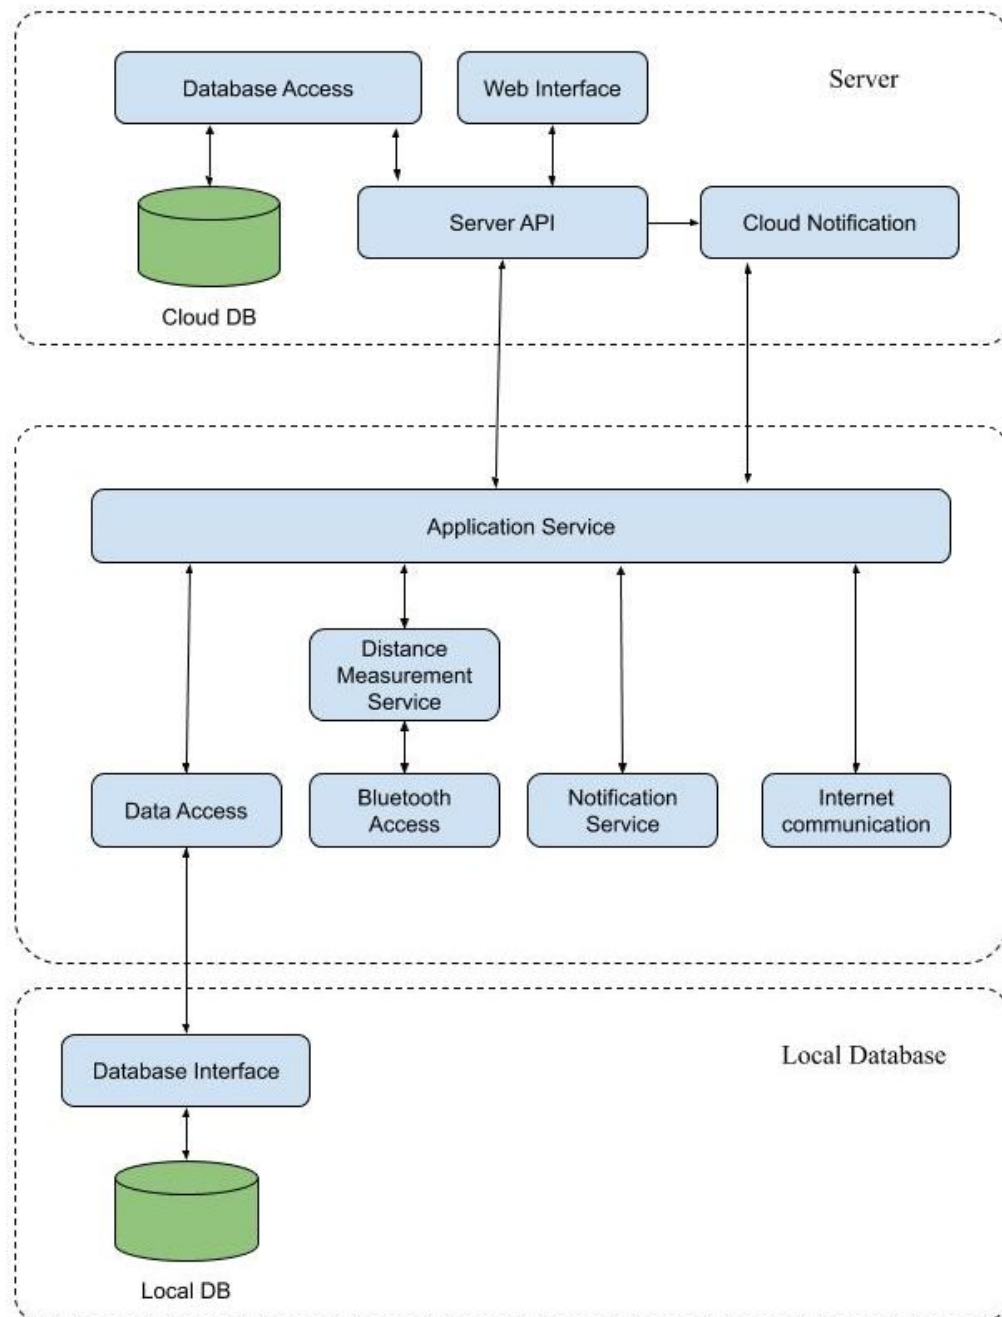 Server
Database Access
Web Interface
Server API
Cloud Notification
Cloud DB
Application Service
Distance
Measurement
Service
Data Access
Bluetooth
Access
Notification
Service
Internet
communication
Local Database
Database Interface
Local DB